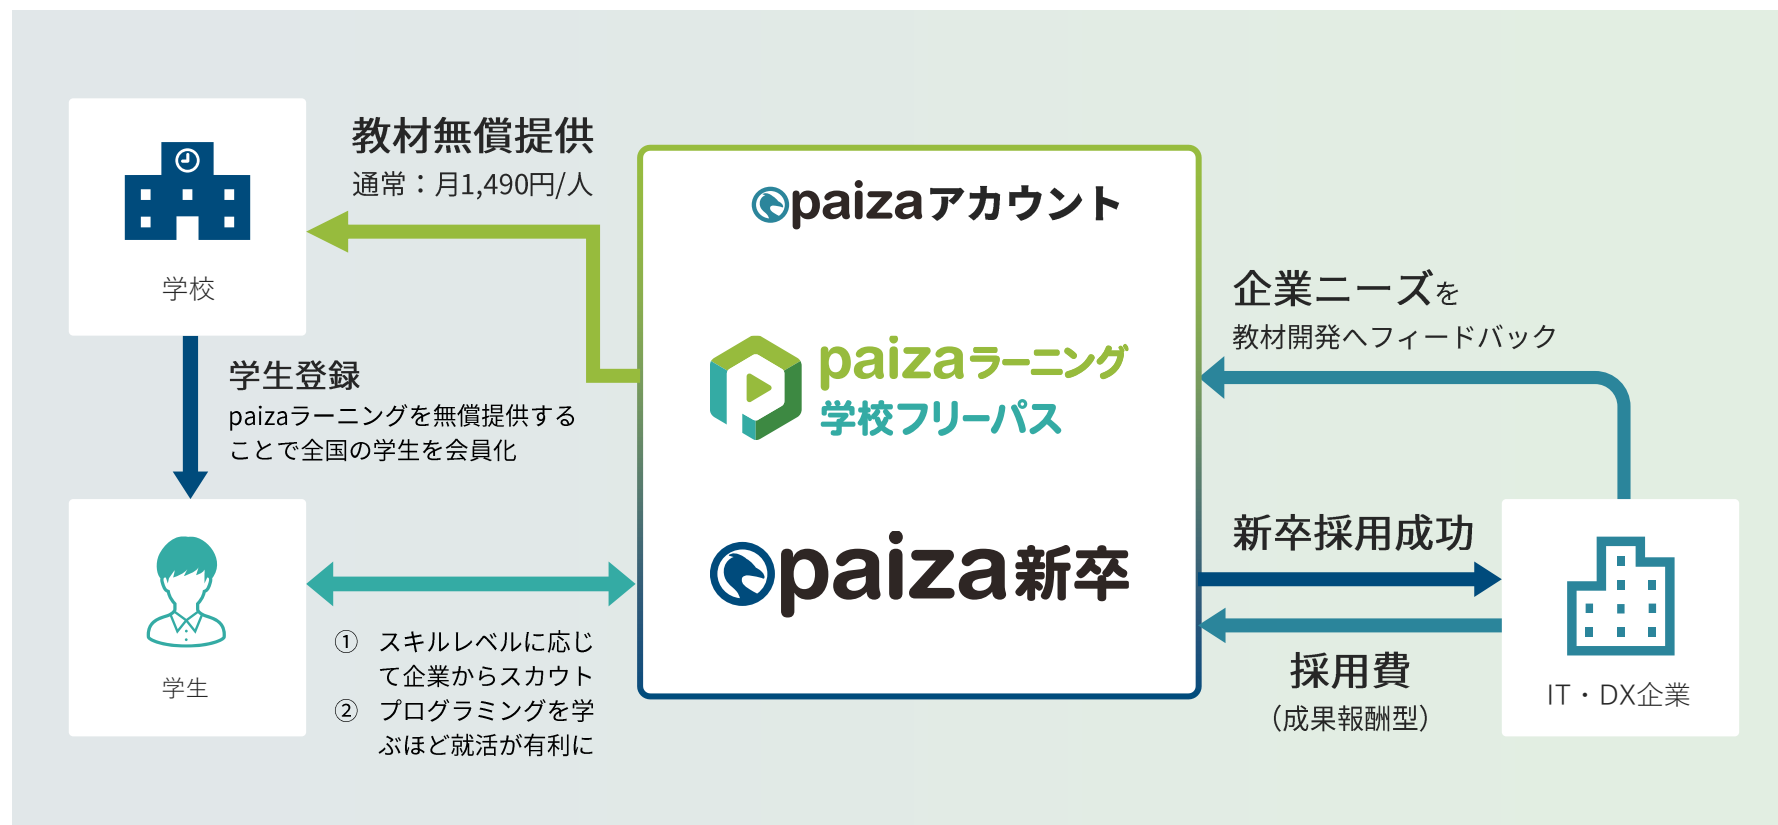 教材無償提供
通常：月1,490円/人
学校
学生登録
paizaラーニングを無償提供する
ことで全国の学生を会員化
学生
① スキルレベルに応じ
て企業からスカウト
② プログラミングを学
ぶほど就活が有利に
paizaアカウント
paizaラーニング
学校フリーパス
paiza新卒
企業ニーズを
教材開発へフィードバック
新卒採用成功
採用費
（成果報酬型）
IT・DX企業